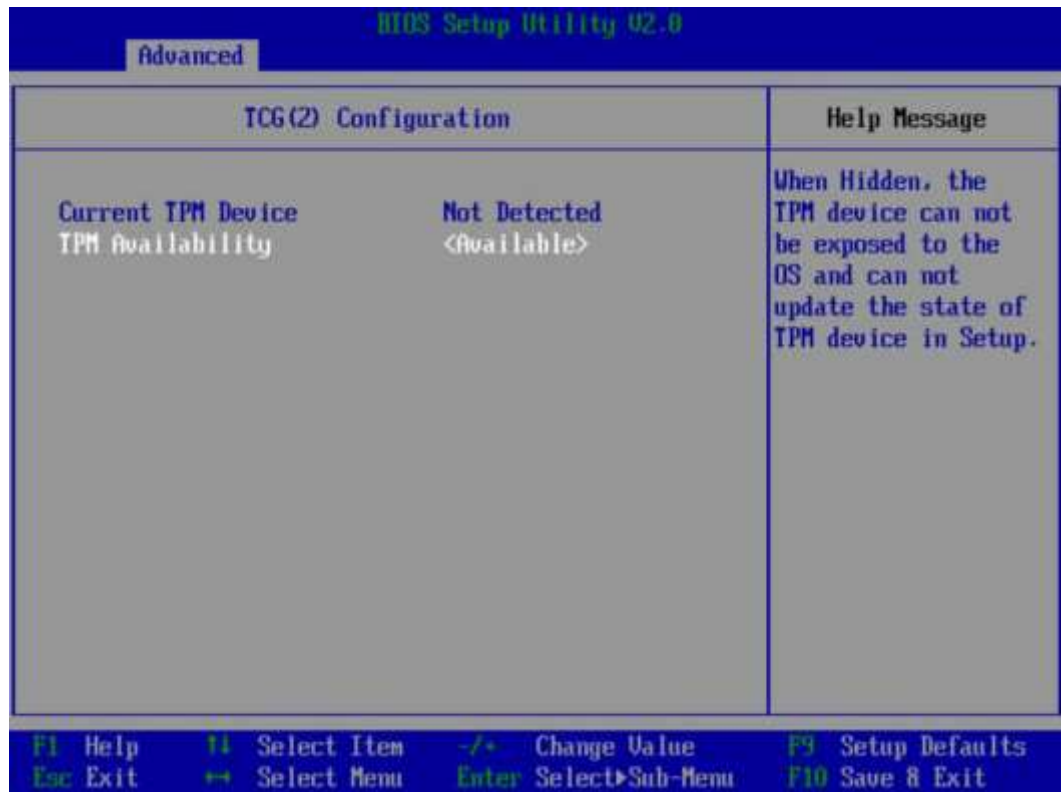 BIOS Setup Utility V2.0
Advanced
TCG(2) Configuration
Help Message
Current TPM Device Not Detected
TPM Availability <Available>
When Hidden, the
TPM device can not
be exposed to the
OS and can not
update the state of
TPM device in Setup.
F1 Help ↑↓ Select Item -/+ Change Value F9 Setup Defaults
Esc Exit ←→ Select Menu Enter Select▶Sub-Menu F10 Save & Exit